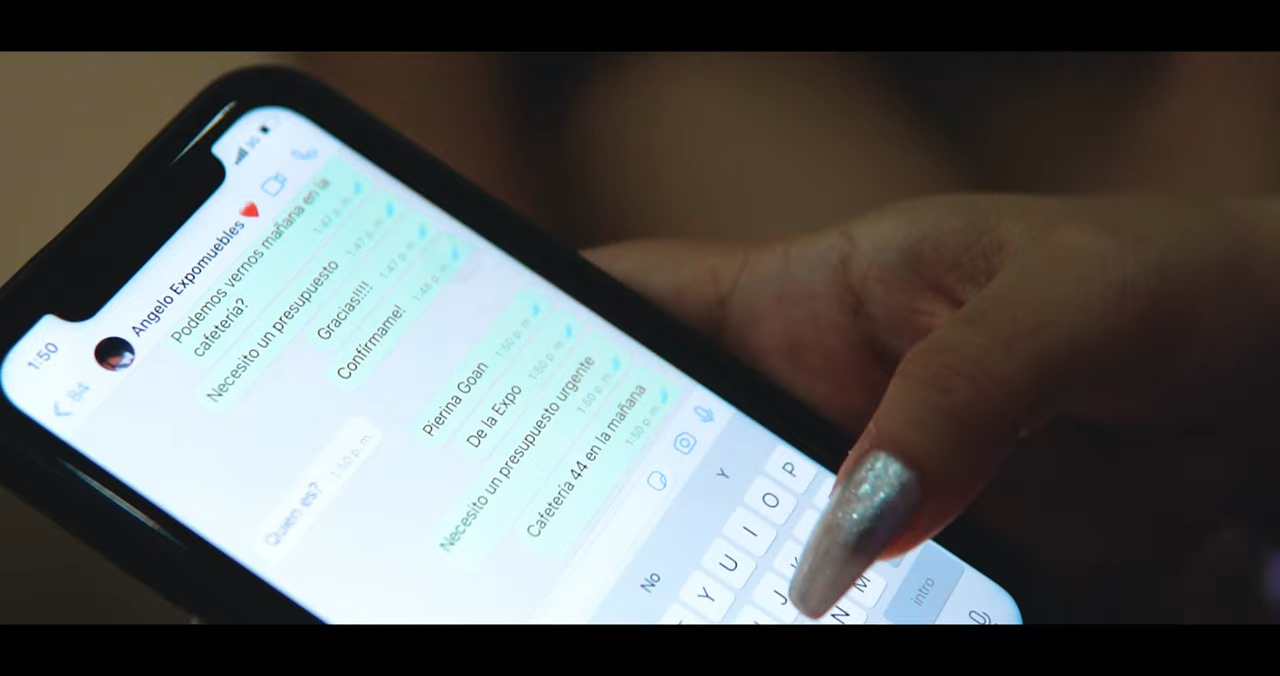 1:50
3G
84
Angelo Expomuebles ❤️
Podemos vernos mañana en la
cafetería?
1:47 p. m.
Necesito un presupuesto
1:47 p. m.
Gracias!!!!
1:47 p. m.
Confírmame!
1:48 p. m.
Quien es?
1:50 p. m.
Pierina Goan
1:50 p. m.
De la Expo
1:50 p. m.
Necesito un presupuesto urgente
1:50 p. m.
Cafetería 44 en la mañana
1:50 p. m.
No
Y
Y U I O P
J
N M
intro